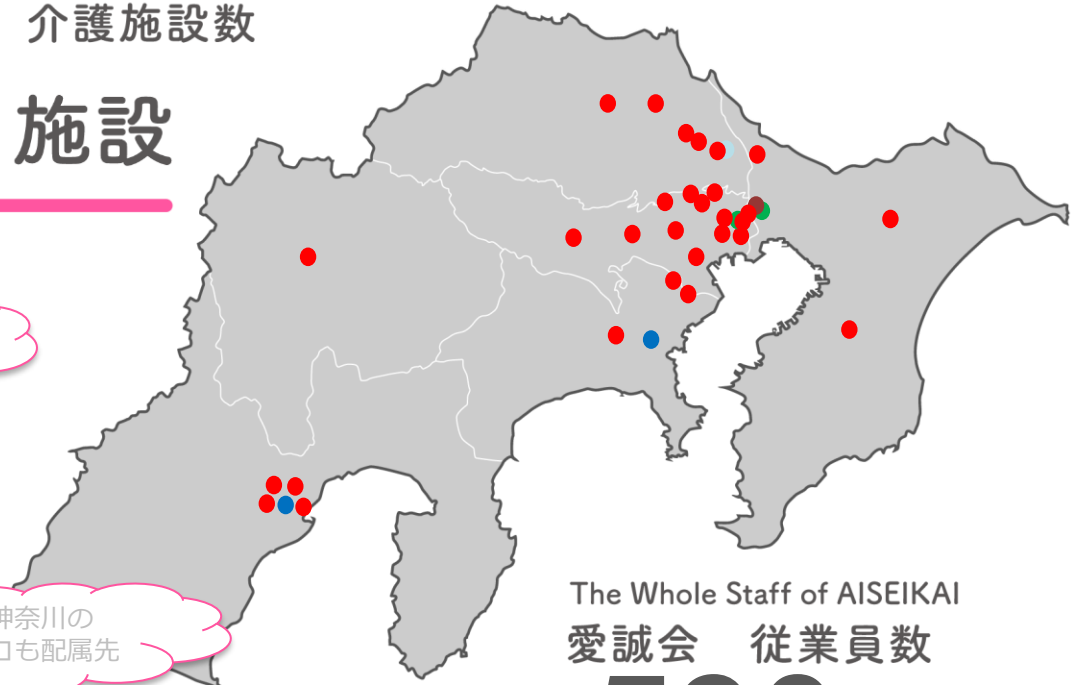 介護施設数
施設
神奈川の
も配属先
The Whole Staff of AISEIKAI
愛誠会　従業員数